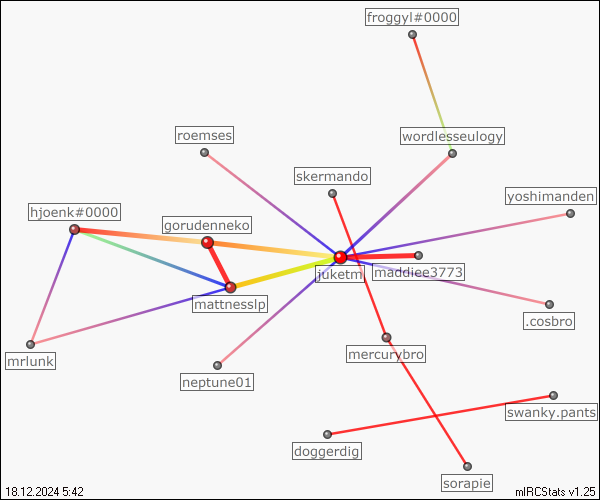 froggyl#0000
roemses
wordlesseulogy
skermando
yoshimanden
hjoenk#0000
gorudenneko
juketm
maddiee3773
mattnesslp
.cosbro
mrlunk
mercurybro
neptune01
swanky.pants
doggerdig
sorapie
18.12.2024 5:42
mIRCStats v1.25